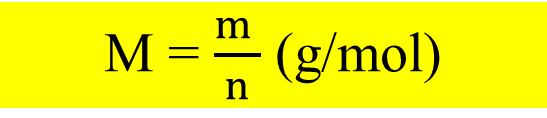 M = m/n (g/mol)